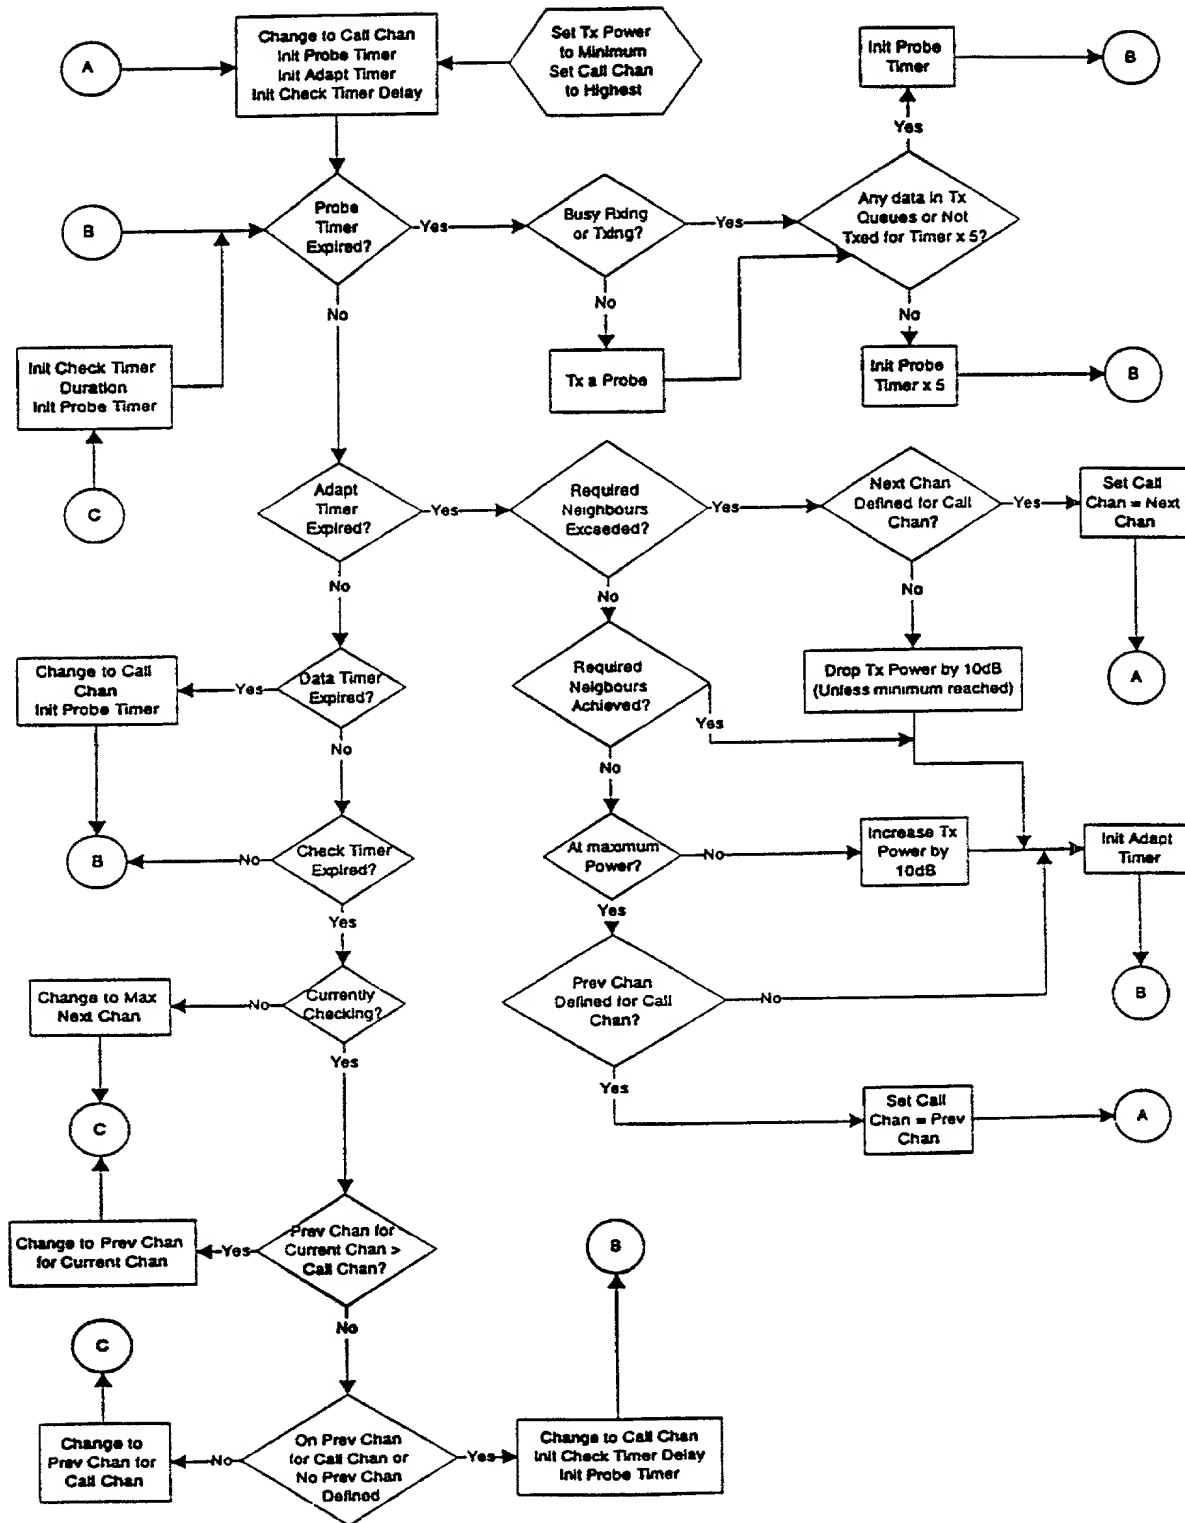 A
Change to Call Chan
Init Probe Timer
Init Adapt Timer
Init Check Timer Delay
Set Tx Power
to Minimum
Set Call Chan
to Highest
Init Probe
Timer
B
Yes
B
Probe
Timer
Expired?
Yes
Busy Rxing
or Txing?
Yes
Any data in Tx
Queues or Not
Txed for Timer x 5?
No
No
No
Init Check Timer
Duration
Init Probe Timer
Tx a Probe
Init Probe
Timer x 5
B
C
Adapt
Timer
Expired?
Yes
Required
Neighbours
Exceeded?
Yes
Next Chan
Defined for Call
Chan?
Yes
Set Call
Chan = Next
Chan
No
No
No
Change to Call
Chan
Init Probe Timer
Yes
Data Timer
Expired?
Required
Neigbours
Achieved?
Yes
Drop Tx Power by 10dB
(Unless minimum reached)
A
No
No
B
No
Check Timer
Expired?
At maximum
Power?
No
Increase Tx
Power by
10dB
Init Adapt
Timer
Yes
Yes
Change to Max
Next Chan
No
Currently
Checking?
Prev Chan
Defined for Call
Chan?
No
B
Yes
Yes
C
Set Call
Chan = Prev
Chan
A
Change to Prev Chan
for Current Chan
Yes
Prev Chan for
Current Chan >
Call Chan?
B
No
C
Change to
Prev Chan for
Call Chan
No
On Prev Chan
for Call Chan or
No Prev Chan
Defined
Yes
Change to Call Chan
Init Check Timer Delay
Init Probe Timer